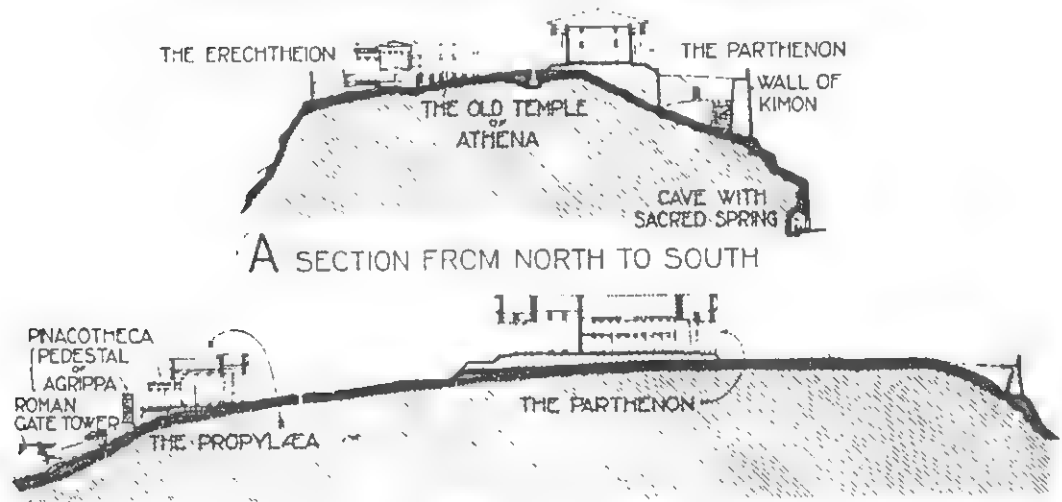 THE ERECHTHEION
THE PARTHENON
WALL OF
KIMON
THE OLD TEMPLE
OF
ATHENA
CAVE WITH
SACRED SPRING
A SECTION FROM NORTH TO SOUTH
PINACOTHECA
PEDESTAL
OF
AGRIPPA
ROMAN
GATE TOWER
THE PROPYLÆA
THE PARTHENON